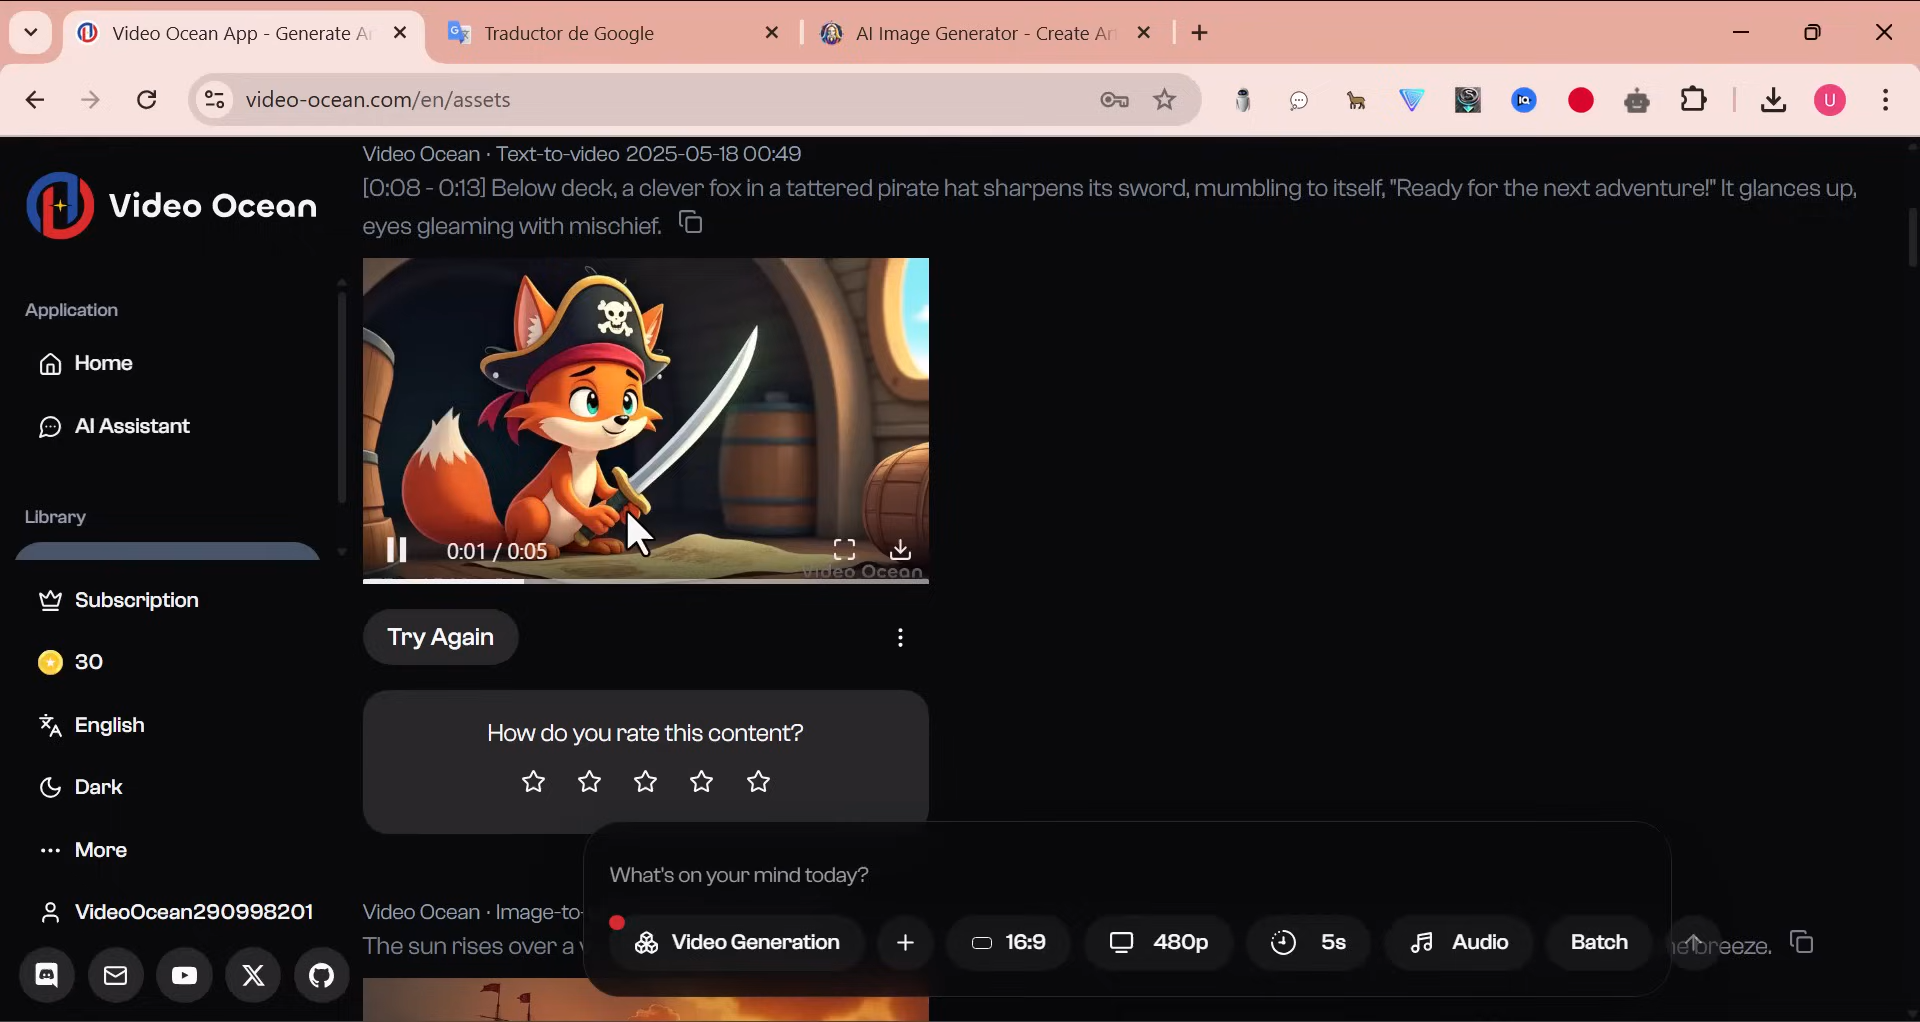 Video Ocean App - Generate Ar
Traductor de Google
AI Image Generator - Create Ar
video-ocean.com/en/assets
U
Video Ocean
Application
Home
AI Assistant
Library
Subscription
30
English
Dark
More
VideoOcean290998201
Video Ocean · Text-to-video 2025-05-18 00:49
[0:08 - 0:13] Below deck, a clever fox in a tattered pirate hat sharpens its sword, mumbling to itself, "Ready for the next adventure!" It glances up,
eyes gleaming with mischief.
0:01 / 0:05
Video Ocean
Try Again
How do you rate this content?
Video Ocean · Image-to-
The sun rises over a
breeze.
What's on your mind today?
Video Generation
16:9
480p
5s
Audio
Batch